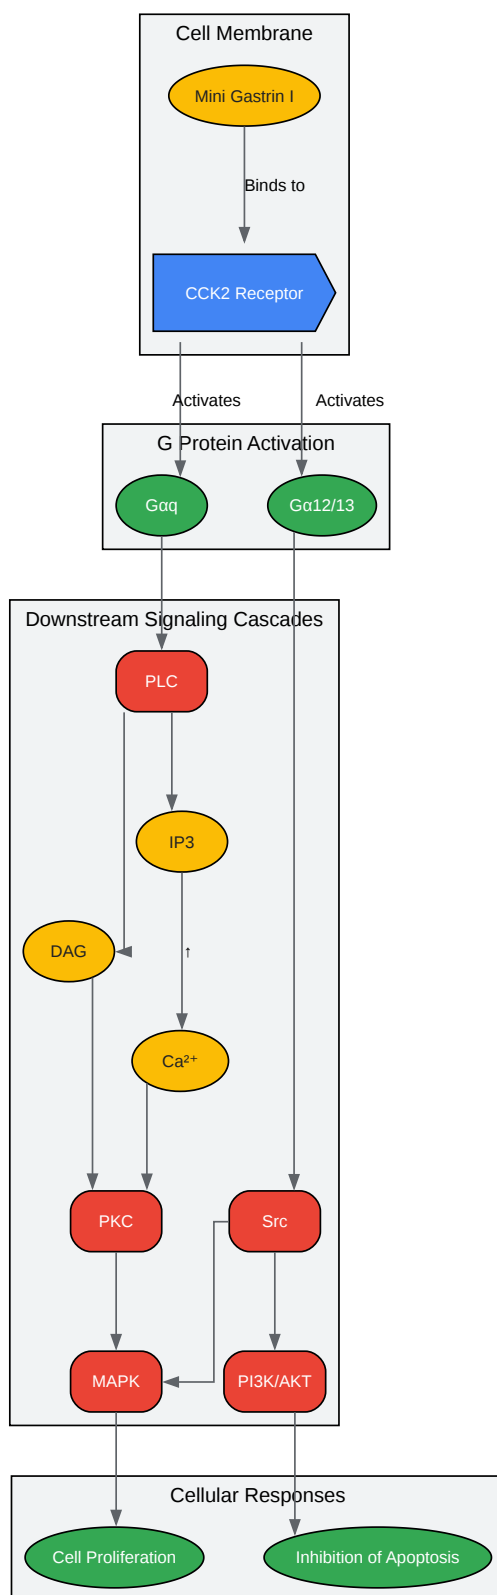 Cell Membrane
Mini Gastrin I
Binds to
CCK2 Receptor
Activates
Activates
G Protein Activation
Gαq
Gα12/13
Downstream Signaling Cascades
PLC
IP3
DAG
↑
Ca²⁺
PKC
Src
MAPK
PI3K/AKT
Cellular Responses
Cell Proliferation
Inhibition of Apoptosis